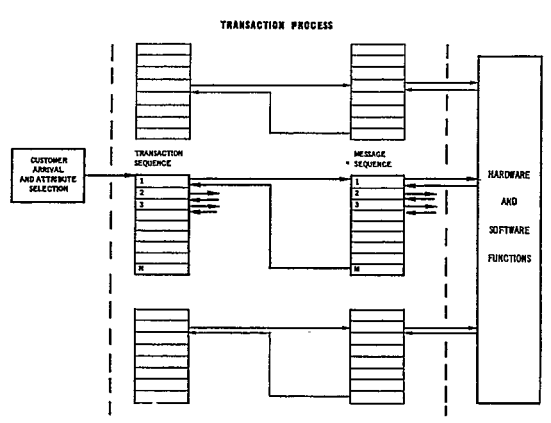 TRANSACTION PROCESS
TRANSACTION
SEQUENCE
MESSAGE
SEQUENCE
CUSTOMER
ARRIVAL
AND ATTRIBUTE
SELECTION
1
2
3
N
1
2
3
M
HARDWARE
AND
SOFTWARE
FUNCTIONS